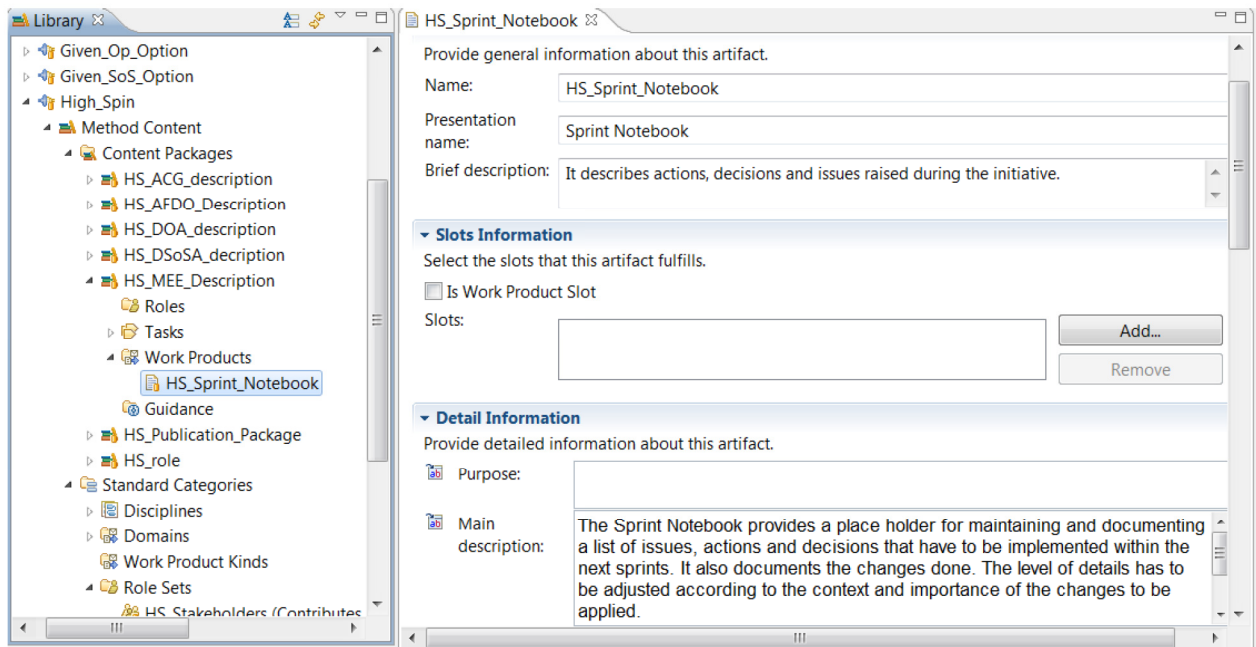 Library
Given_Op_Option
Given_SoS_Option
High_Spin
Method Content
Content Packages
HS_ACG_description
HS_AFDO_Description
HS_DOA_description
HS_DSoSA_decription
HS_MEE_Description
Roles
Tasks
Work Products
HS_Sprint_Notebook
Guidance
HS_Publication_Package
HS_role
Standard Categories
Disciplines
Domains
Work Product Kinds
Role Sets
HS_Stakeholders (Contributes
HS_Sprint_Notebook
Provide general information about this artifact.
Name: HS_Sprint_Notebook
Presentation
name: Sprint Notebook
Brief description: It describes actions, decisions and issues raised during the initiative.
Slots Information
Select the slots that this artifact fulfills.
Is Work Product Slot
Slots:
Add...
Remove
Detail Information
Provide detailed information about this artifact.
Purpose:
Main
description:
The Sprint Notebook provides a place holder for maintaining and documenting
a list of issues, actions and decisions that have to be implemented within the
next sprints. It also documents the changes done. The level of details has to
be adjusted according to the context and importance of the changes to be
applied.